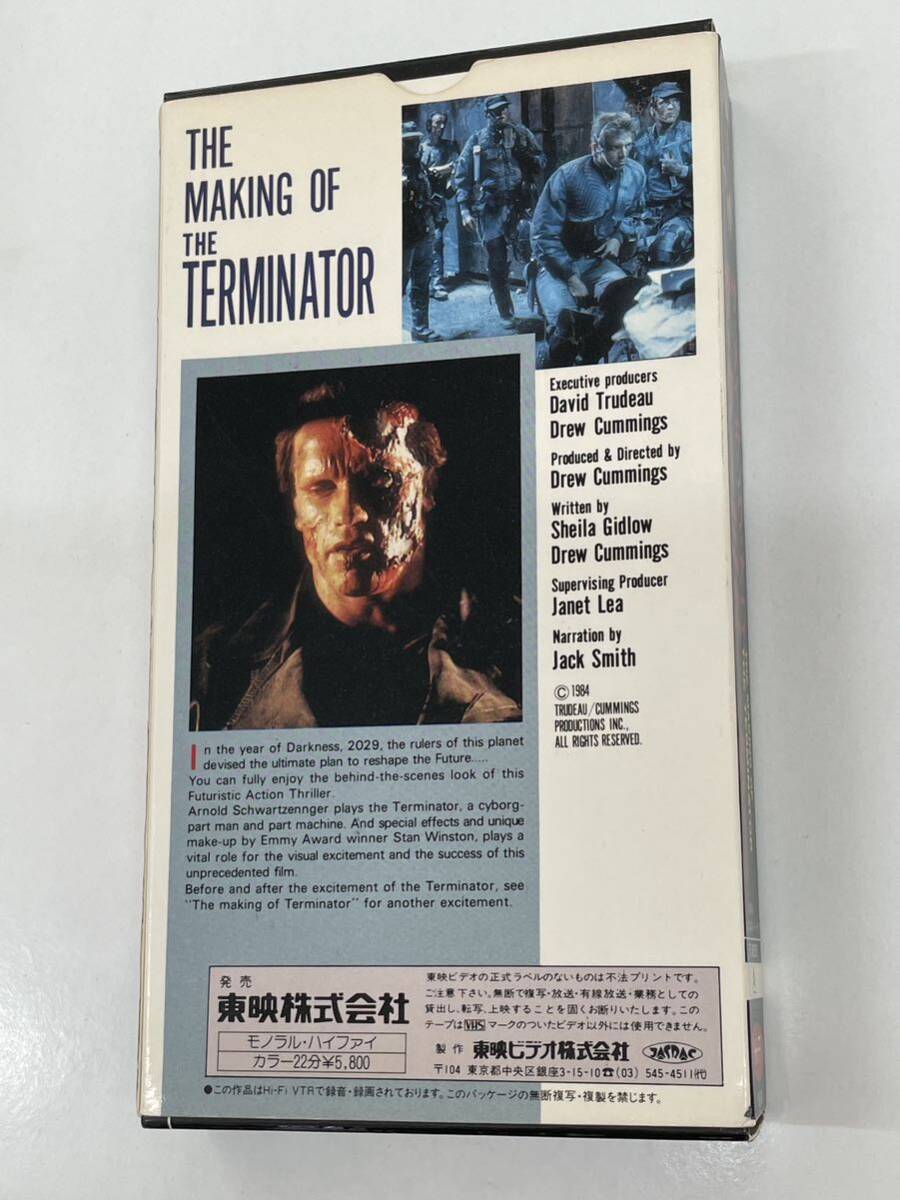 THE
MAKING OF
THE
TERMINATOR
Executive producers
David Trudeau
Drew Cummings
Produced & Directed by
Drew Cummings
Written by
Sheila Gidlow
Drew Cummings
Supervising Producer
Janet Lea
Narration by
Jack Smith
© 1984
TRUDEAU/CUMMINGS
PRODUCTIONS INC.,
ALL RIGHTS RESERVED.
In the year of Darkness, 2029, the rulers of this planet
devised the ultimate plan to reshape the Future.....
You can fully enjoy the behind-the-scenes look of this
Futuristic Action Thriller.
Arnold Schwartzennger plays the Terminator, a cyborg-
part man and part machine. And special effects and unique
make-up by Emmy Award winner Stan Winston, plays a
vital role for the visual excitement and the success of this
unprecedented film.
Before and after the excitement of the Terminator, see
"The making of Terminator" for another excitement.
発売
東映株式会社
モノラル・ハイファイ
カラー22分¥5,800
東映ビデオの正式ラベルのないものは不法プリントです。
ご注意下さい。無断で複写・放送・有線放送・業務としての
貸出し、転写、上映することを固くお断りいたします。この
テープはVHSマークのついたビデオ以外には使用できません。
製作 東映ビデオ株式会社 JASRAC
〒104 東京都中央区銀座3-15-10☎(03) 545-4511㈹
●この作品はHi-Fi VTRで録音・録画されております。このパッケージの無断複写・複製を禁じます。